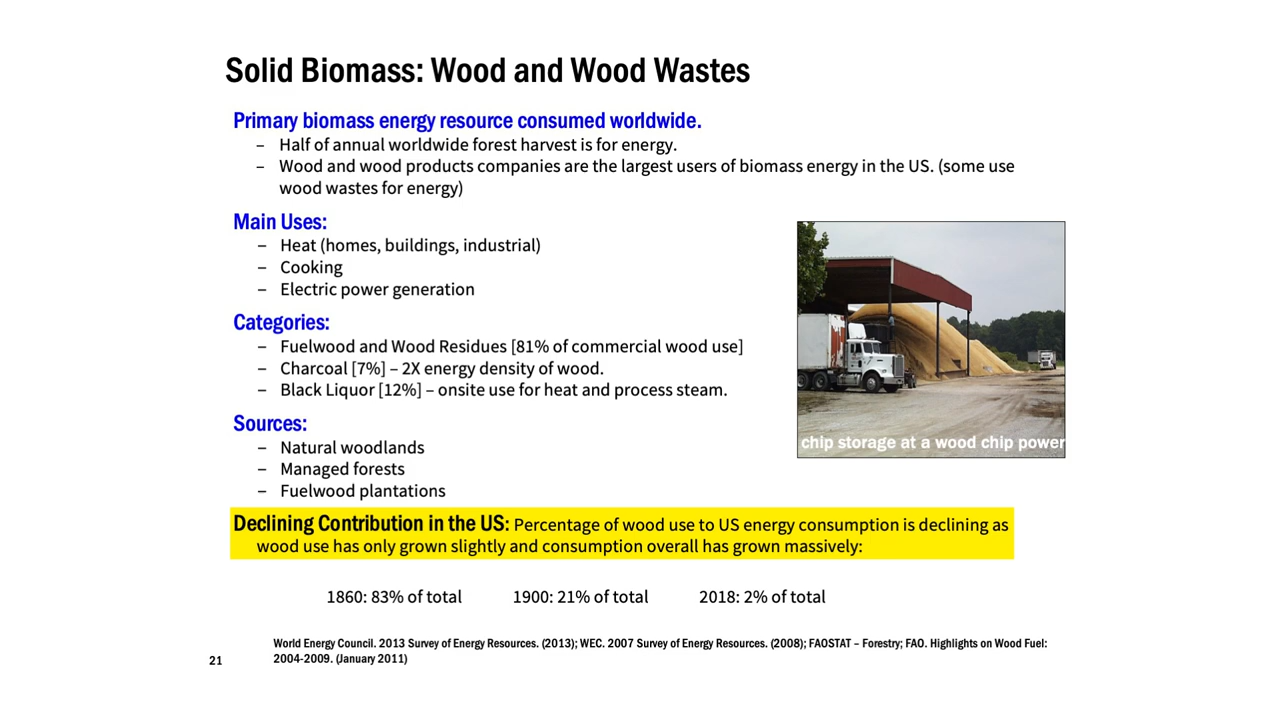 Solid Biomass: Wood and Wood Wastes
Primary biomass energy resource consumed worldwide.
– Half of annual worldwide forest harvest is for energy.
– Wood and wood products companies are the largest users of biomass energy in the US. (some use
wood wastes for energy)
Main Uses:
– Heat (homes, buildings, industrial)
– Cooking
– Electric power generation
Categories:
– Fuelwood and Wood Residues [81% of commercial wood use]
– Charcoal [7%] – 2X energy density of wood.
– Black Liquor [12%] – onsite use for heat and process steam.
Sources:
– Natural woodlands
– Managed forests
– Fuelwood plantations
chip storage at a wood chip power
Declining Contribution in the US: Percentage of wood use to US energy consumption is declining as
wood use has only grown slightly and consumption overall has grown massively:
1860: 83% of total 1900: 21% of total 2018: 2% of total
World Energy Council. 2013 Survey of Energy Resources. (2013); WEC. 2007 Survey of Energy Resources. (2008); FAOSTAT – Forestry; FAO. Highlights on Wood Fuel:
2004-2009. (January 2011)
21